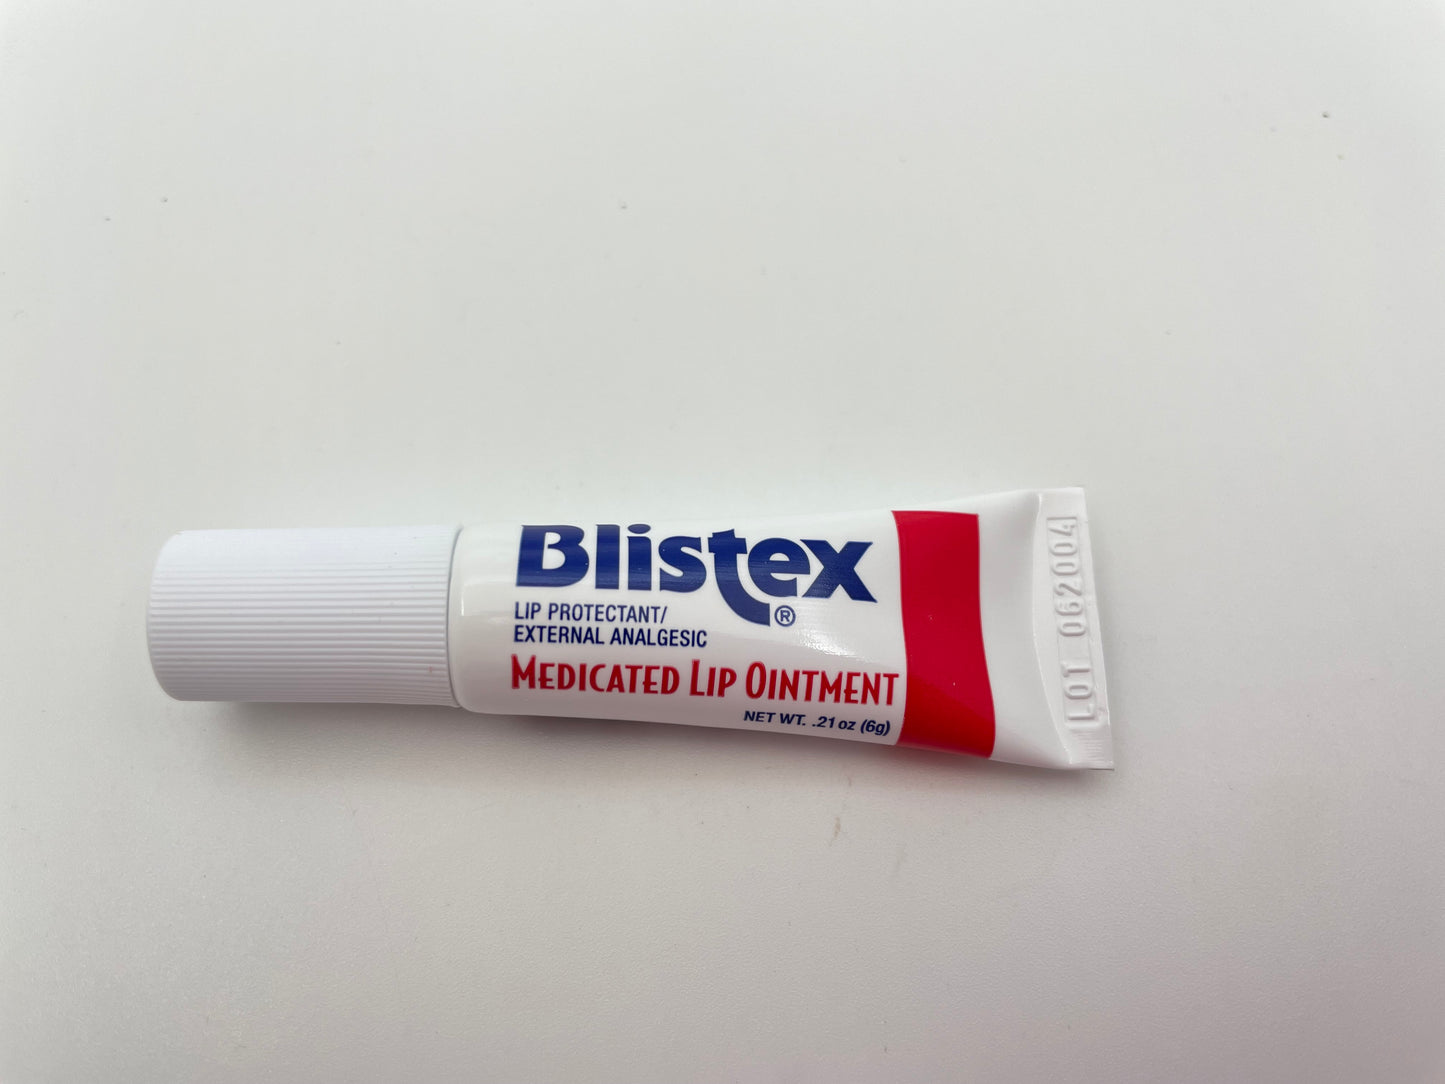 Blistex®
LIP PROTECTANT/
EXTERNAL ANALGESIC
MEDICATED LIP OINTMENT
NET WT. .21 oz (6g)
LOT 062004